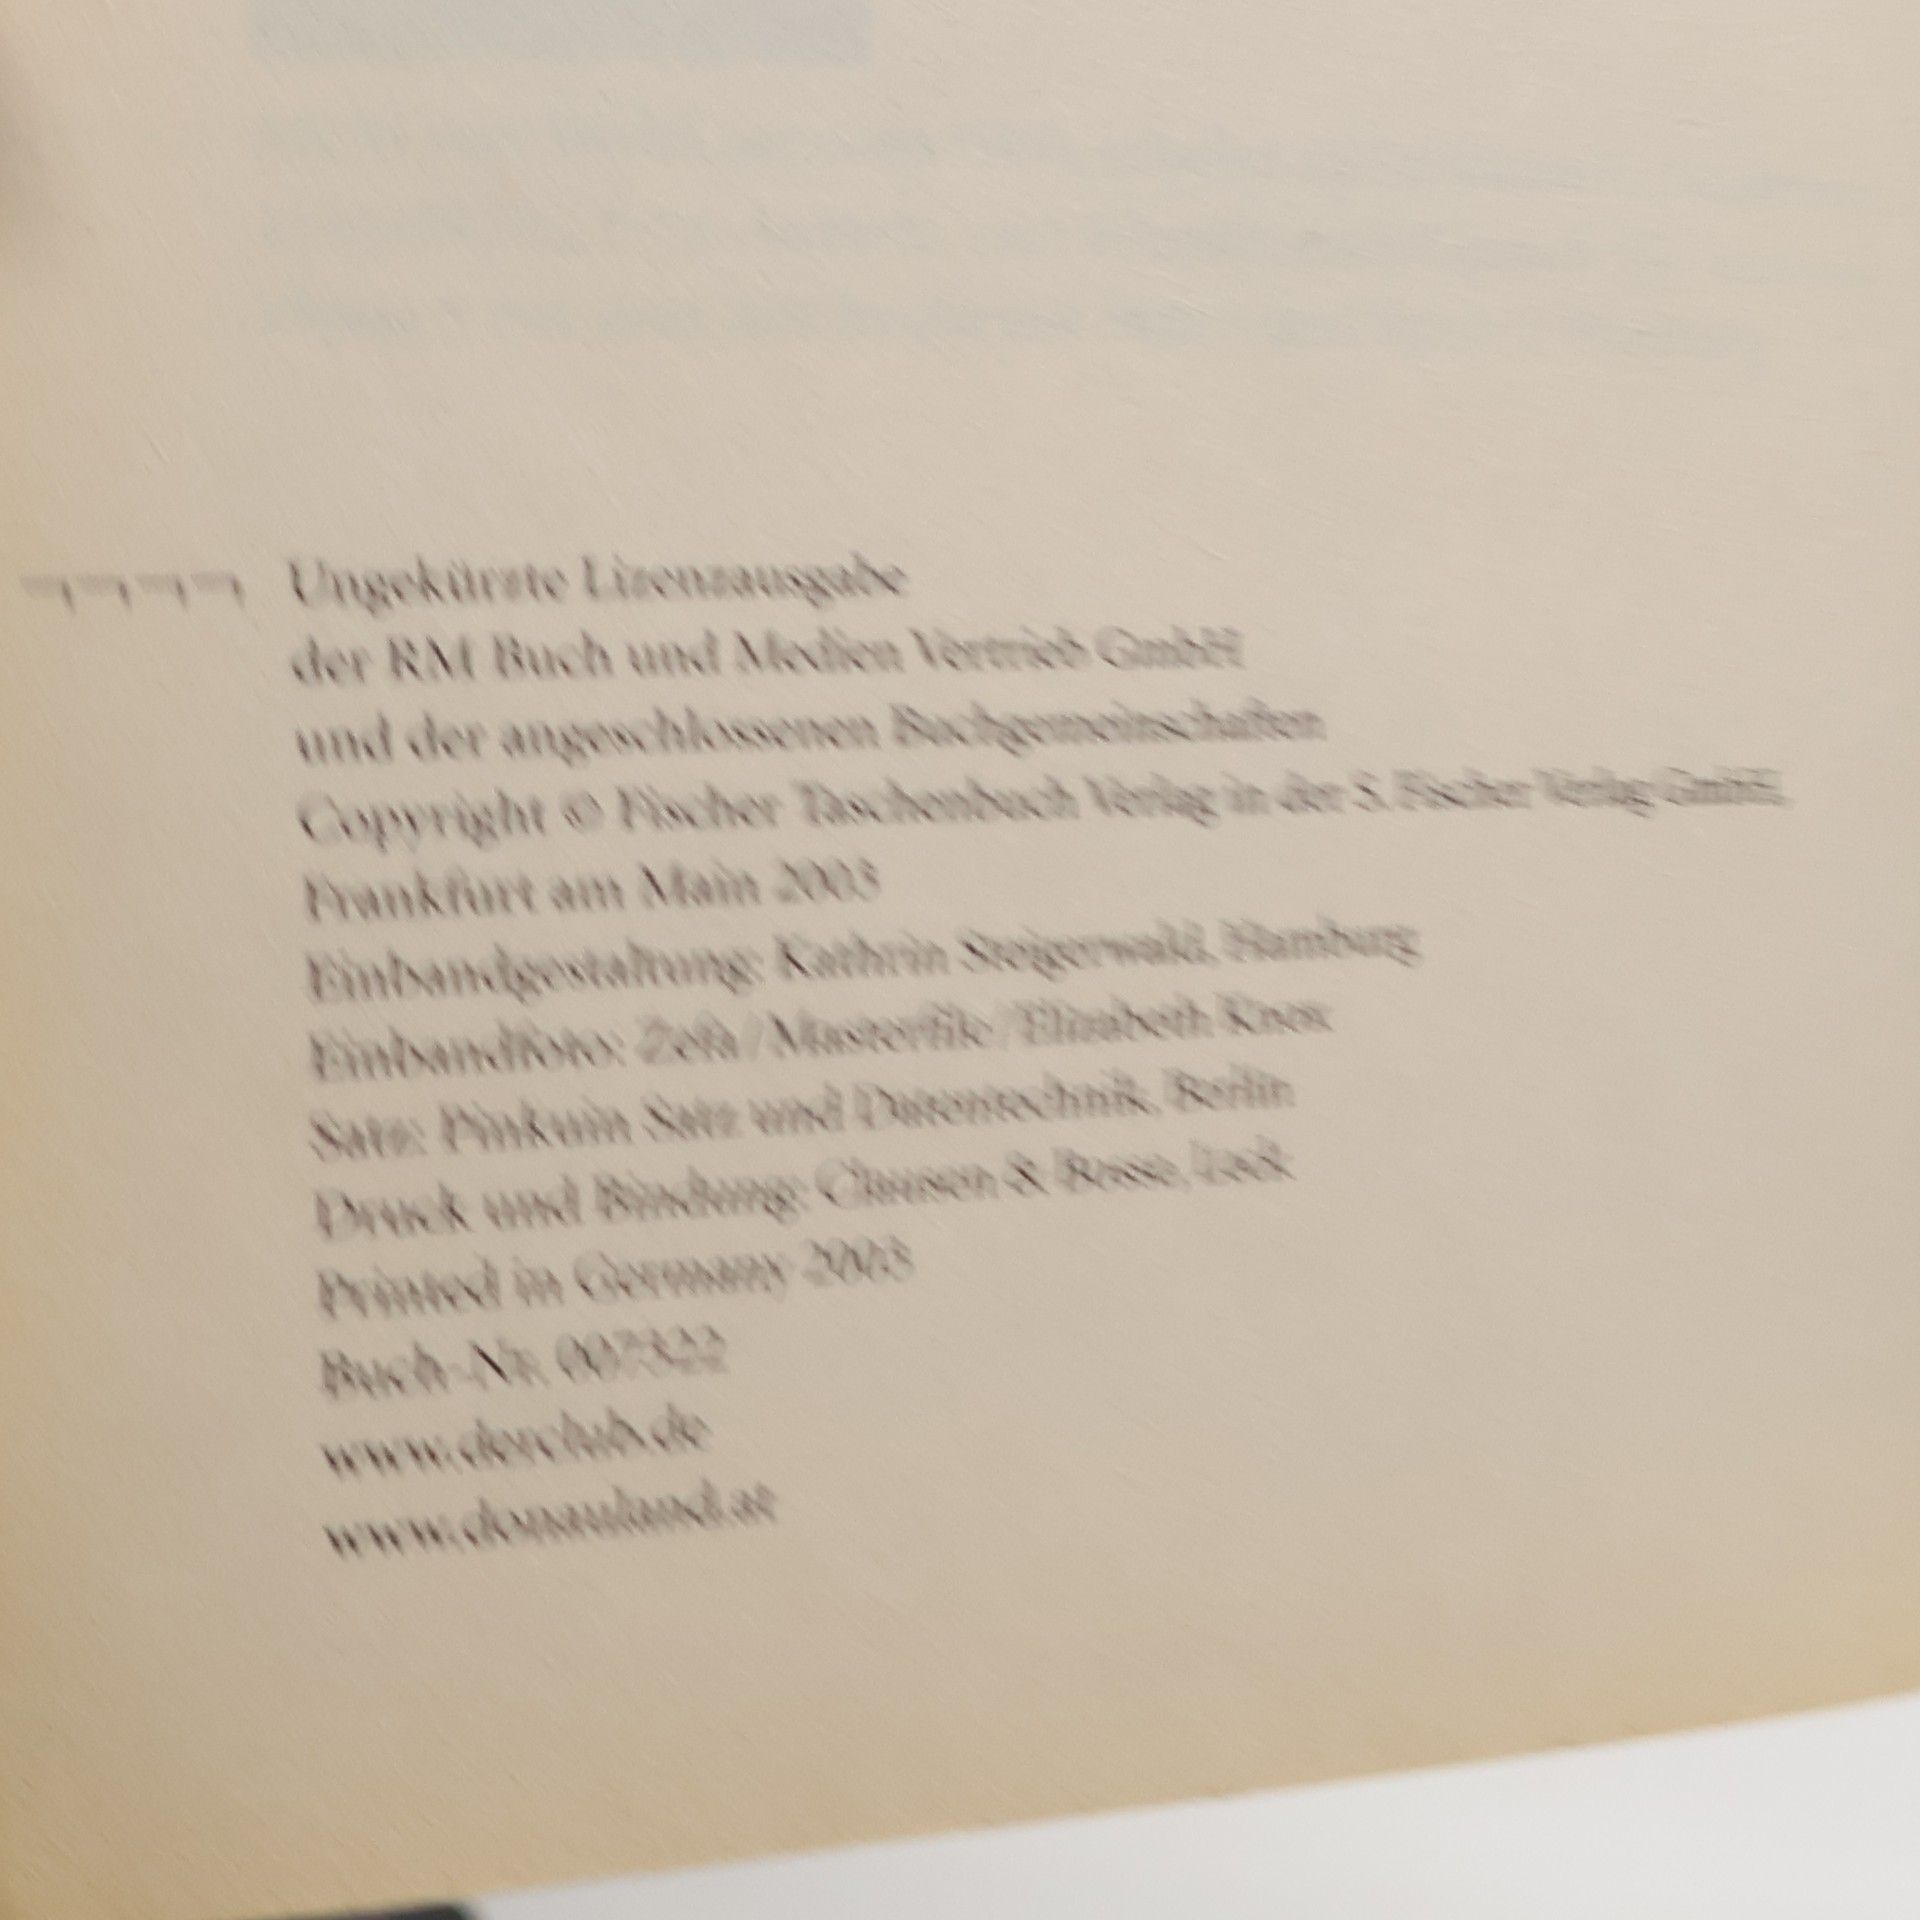 Ungekürzte Lizenzausgabe
der RM Buch und Medien Vertrieb GmbH
und der angeschlossenen Buchgemeinschaften
Copyright © Fischer Taschenbuch Verlag in der S. Fischer Verlag GmbH,
Frankfurt am Main 2003
Einbandgestaltung: Kathrin Steigerwald, Hamburg
Einbandfoto: Zefa / Masterfile / Elizabeth Knox
Satz: Pinkuin Satz und Datentechnik, Berlin
Druck und Bindung: Clausen & Bosse, Leck
Printed in Germany 2003
Buch-Nr. 007322
www.derclub.de
www.donauland.at